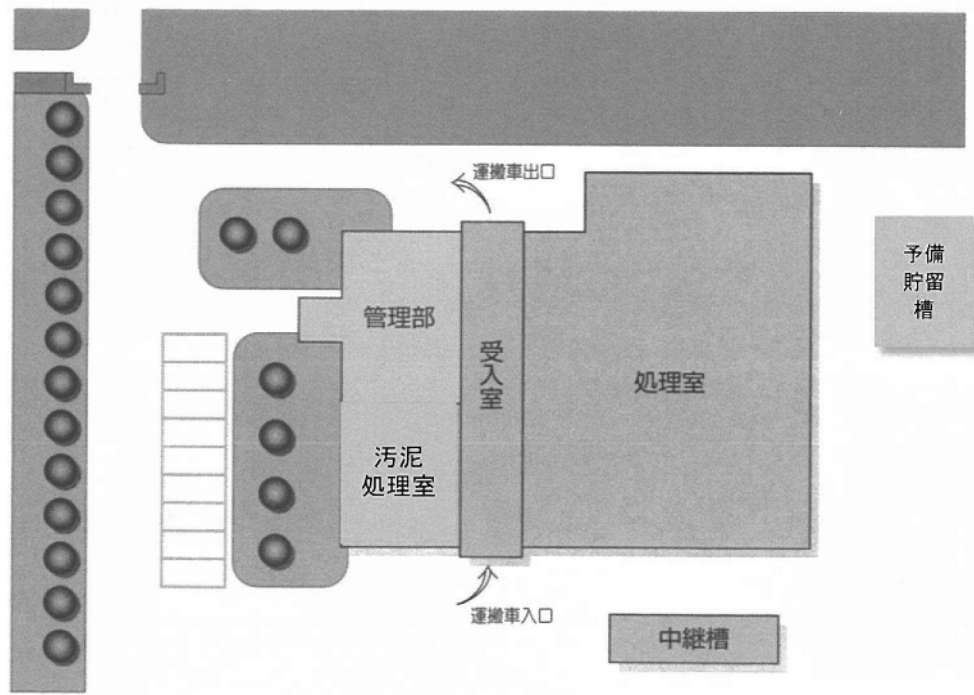 運搬車出口
予備
貯留
槽
管理部
受入室
処理室
汚泥
処理室
運搬車入口
中継槽